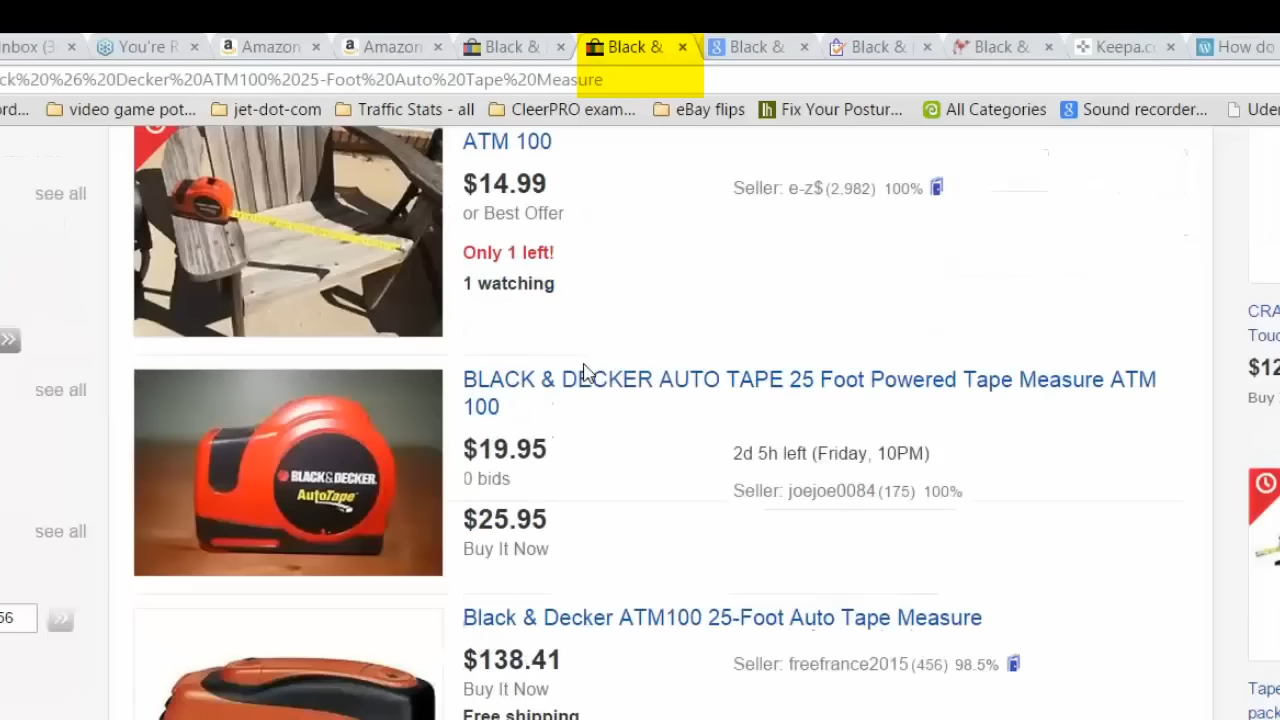 Inbox (3 You're R Amazon Amazon Black & Black & Black & Black & Black & Keepa.c How do
ck%20%26%20Decker%20ATM100%2025-Foot%20Auto%20Tape%20Measure
ord... video game pot... jet-dot-com Traffic Stats - all CleerPRO exam... eBay flips Fix Your Postur... All Categories Sound recorder... Uder
ATM 100
$14.99
or Best Offer
Only 1 left!
1 watching
Seller: e-z$ (2,982) 100%
BLACK & DECKER AUTO TAPE 25 Foot Powered Tape Measure ATM
100
$19.95
0 bids
$25.95
Buy It Now
2d 5h left (Friday, 10PM)
Seller: joejoe0084 (175) 100%
BLACK & DECKER
AutoTape
Black & Decker ATM100 25-Foot Auto Tape Measure
$138.41
Buy It Now
Free shipping
Seller: freefrance2015 (456) 98.5%
see all
see all
see all
56
CRA
Touc
$12
Buy
Tape
pack